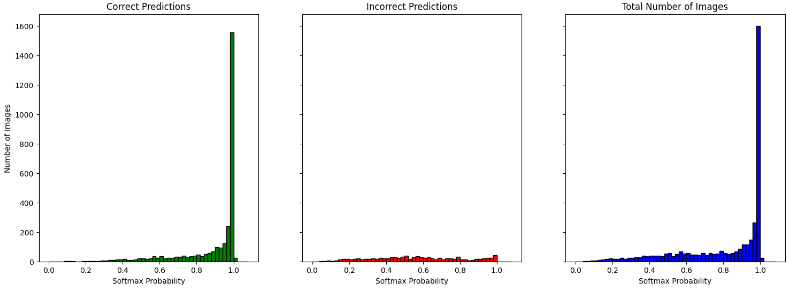 Correct Predictions
Incorrect Predictions
Total Number of Images
Number of Images
1600
1400
1200
1000
800
600
400
200
0
0.0 0.2 0.4 0.6 0.8 1.0
0.0 0.2 0.4 0.6 0.8 1.0
0.0 0.2 0.4 0.6 0.8 1.0
Softmax Probability
Softmax Probability
Softmax Probability